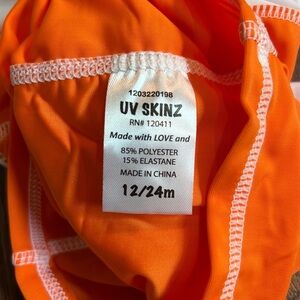 1203220198
UV SKINZ
RN# 120411
Made with LOVE and
85% POLYESTER
15% ELASTANE
MADE IN CHINA
12/24m